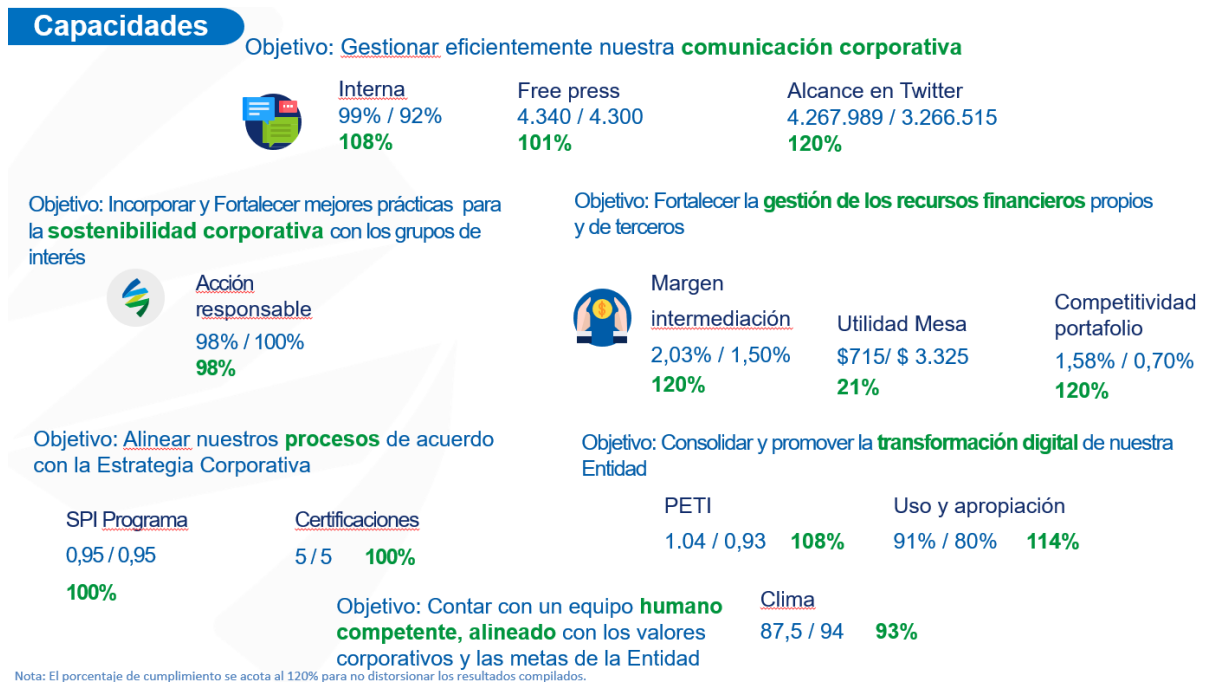 Capacidades
Objetivo: Gestionar eficientemente nuestra comunicación corporativa
Interna
99% / 92%
108%
Free press
4.340 / 4.300
101%
Alcance en Twitter
4.267.989 / 3.266.515
120%
Objetivo: Incorporar y Fortalecer mejores prácticas para
la sostenibilidad corporativa con los grupos de
interés
Acción
responsable
98% / 100%
98%
Objetivo: Fortalecer la gestión de los recursos financieros propios
y de terceros
Margen
intermediación
2,03% / 1,50%
120%
Utilidad Mesa
$715/ $ 3.325
21%
Competitividad
portafolio
1,58% / 0,70%
120%
Objetivo: Alinear nuestros procesos de acuerdo
con la Estrategia Corporativa
SPI Programa
0,95 / 0,95
100%
Certificaciones
5 / 5 100%
Objetivo: Consolidar y promover la transformación digital de nuestra
Entidad
PETI
1.04 / 0,93 108%
Uso y apropiación
91% / 80% 114%
Objetivo: Contar con un equipo humano
competente, alineado con los valores
corporativos y las metas de la Entidad
Clima
87,5 / 94 93%
Nota: El porcentaje de cumplimiento se acota al 120% para no distorsionar los resultados compilados.